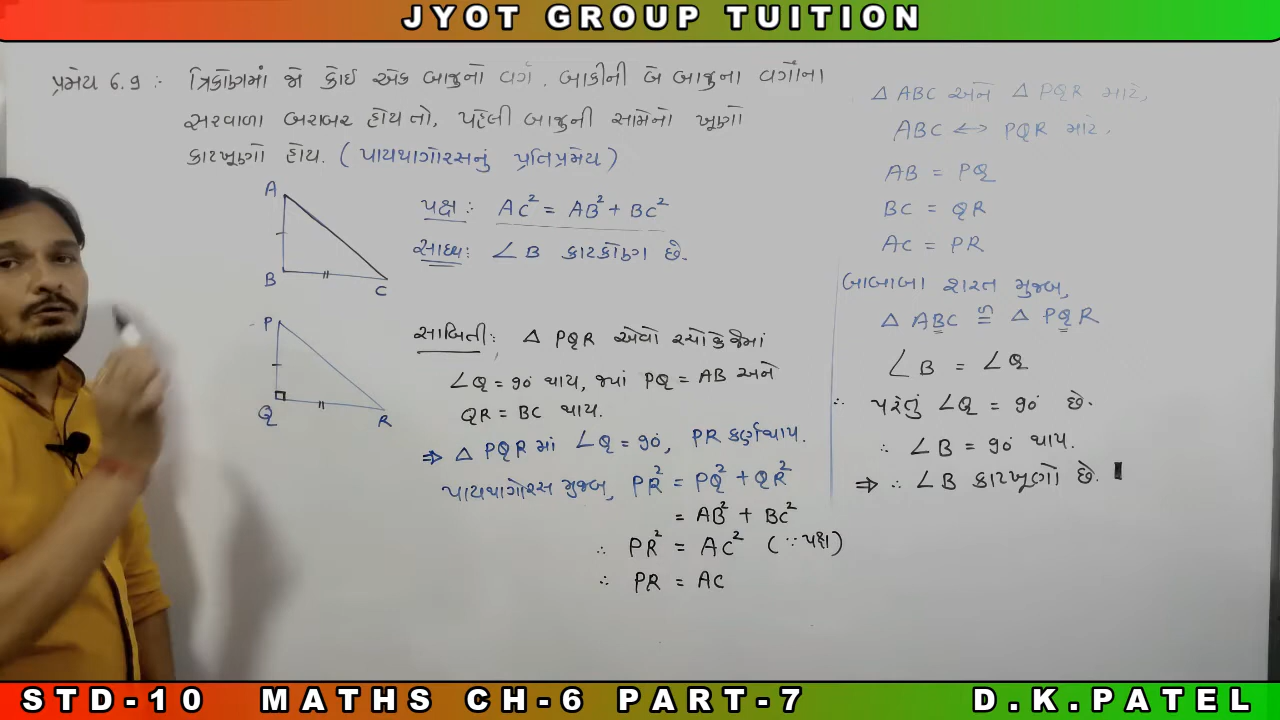 JYOT GROUP TUITION
પ્રમેય 6.9 :- ત્રિકોણમાં જો કોઈ એક બાજુનો વર્ગ, બાકીની બે બાજુના વર્ગોના
સરવાળા બરાબર હોય તો, પહેલી બાજુની સામેનો ખૂણો
કાટખૂણો હોય. (પાયથાગોરસનું પ્રતિપ્રમેય)
A
B
C
પક્ષ : AC² = AB² + BC²
સાધ્ય : ∠B કાટકોણ છે.
P
Q
R
સાબિતી : △ PQR એવો રચો કે જેમાં
∠Q = 90° થાય, જ્યાં PQ = AB અને
QR = BC થાય.
⇒ △ PQR માં ∠Q = 90°, PR કર્ણ થાય.
પાયથાગોરસ મુજબ, PR² = PQ² + QR²
= AB² + BC²
∴ PR² = AC² (∵ પક્ષ)
∴ PR = AC
△ ABC અને △ PQR માટે,
ABC ↔ PQR માટે,
AB = PQ
BC = QR
AC = PR
બાબાબા શરત મુજબ,
△ ABC ≅ △ PQR
∠B = ∠Q
∴ પરંતુ ∠Q = 90° છે.
∴ ∠B = 90° થાય.
⇒ ∴ ∠B કાટખૂણો છે.
STD-10 MATHS CH-6 PART-7 D.K.PATEL